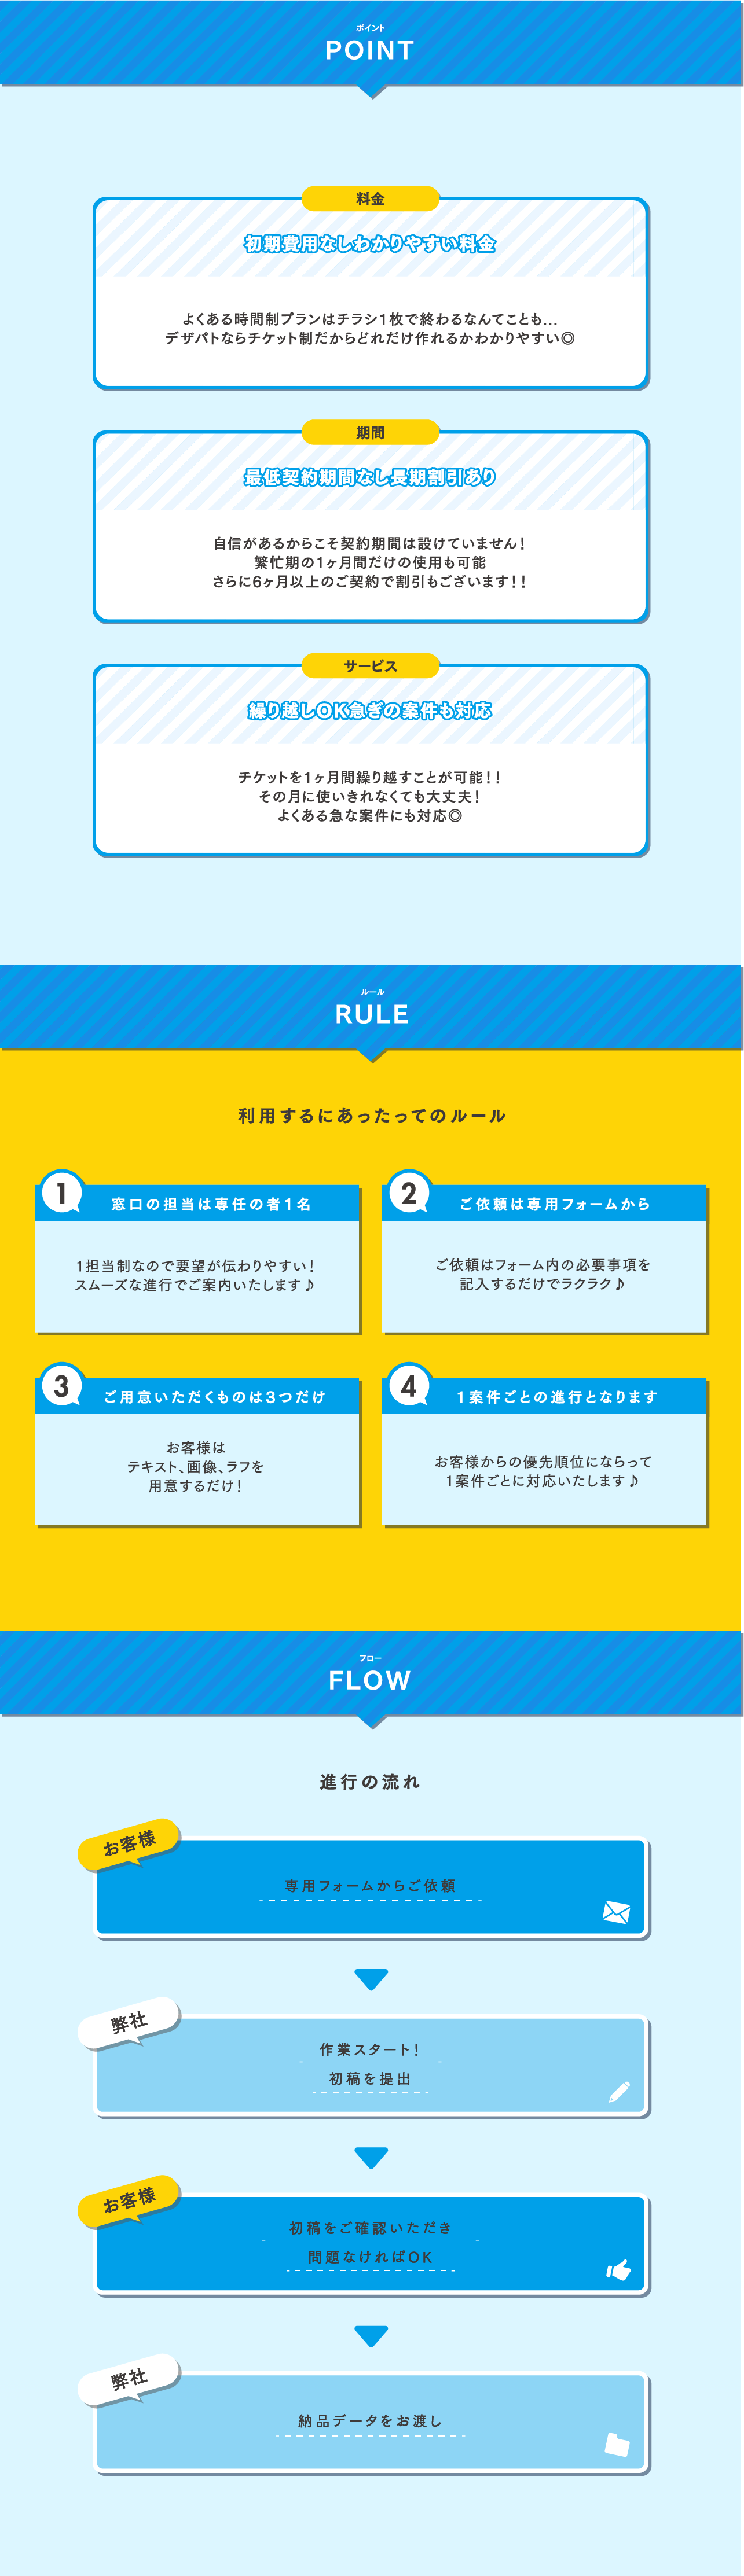 ポイント
POINT
料金
初期費用なしわかりやすい料金
よくある時間制プランはチラシ1枚で終わるなんてことも...
デザパトならチケット制だからどれだけ作れるかわかりやすい◎
期間
最低契約期間なし長期割引あり
自信があるからこそ契約期間は設けていません!
繁忙期の1ヶ月間だけの使用も可能
さらに6ヶ月以上のご契約で割引もございます!!
サービス
繰り越しOK急ぎの案件も対応
チケットを1ヶ月間繰り越すことが可能!!
その月に使いきれなくても大丈夫!
よくある急な案件にも対応◎
ルール
RULE
利用するにあったってのルール
1
窓口の担当は専任の者1名
1担当制なので要望が伝わりやすい!
スムーズな進行でご案内いたします♪
2
ご依頼は専用フォームから
ご依頼はフォーム内の必要事項を
記入するだけでラクラク♪
3
ご用意いただくものは3つだけ
お客様は
テキスト、画像、ラフを
用意するだけ!
4
1案件ごとの進行となります
お客様からの優先順位にならって
1案件ごとに対応いたします♪
フロー
FLOW
進行の流れ
お客様
専用フォームからご依頼
弊社
作業スタート!
初稿を提出
お客様
初稿をご確認いただき
問題なければOK
弊社
納品データをお渡し